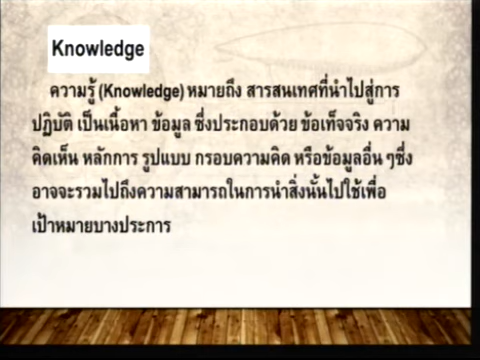 Knowledge
ความรู้ (Knowledge) หมายถึง สารสนเทศที่นำไปสู่การ
ปฏิบัติ เป็นเนื้อหา ข้อมูล ซึ่งประกอบด้วย ข้อเท็จจริง ความ
คิดเห็น หลักการ รูปแบบ กรอบความคิด หรือข้อมูลอื่น ๆซึ่ง
อาจจะรวมไปถึงความสามารถในการนำสิ่งนั้นไปใช้เพื่อ
เป้าหมายบางประการ